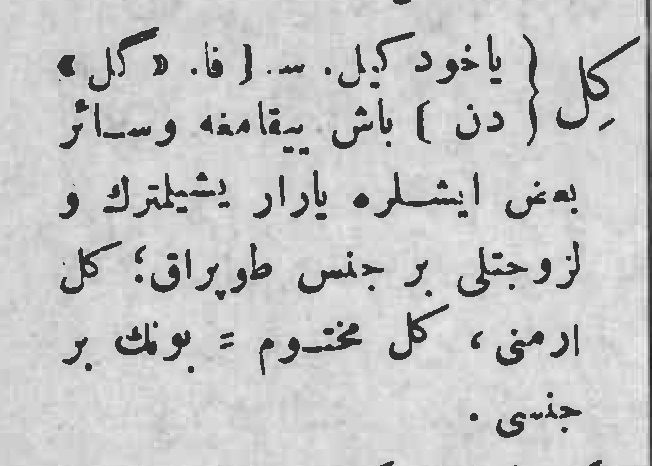 كِل { ياخود كيل. س. [ فا. «گل»
{ دن ] باش ييقامغه وسائر
بعض ايشلره يارار يشيلمترك و
لزوجتلى بر جنس طوپراق؛ كل
ارمنى، كل مختوم = بونك بر
جنسى .